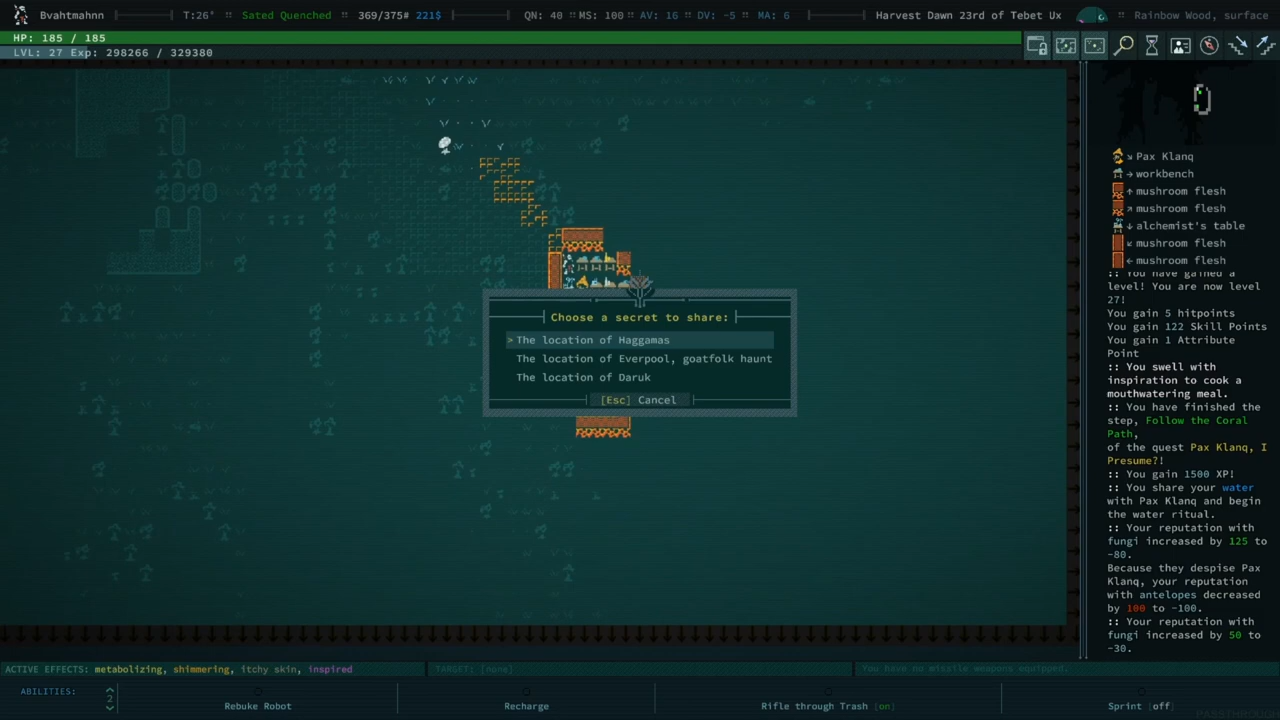 Bvahtmahnn T:26° :: Sated Quenched :: 369/375# 221$ QN: 40 :: MS: 100 :: AV: 16 :: DV: -5 :: MA: 6 Harvest Dawn 23rd of Tebet Ux :: Rainbow Wood, surface
HP: 185 / 185
LVL: 27 Exp: 298266 / 329380
Pax Klanq
workbench
mushroom flesh
mushroom flesh
alchemist's table
mushroom flesh
mushroom flesh
:: You have gained a
level! You are now level
27!
You gain 5 hitpoints
You gain 122 Skill Points
You gain 1 Attribute
Point
:: You swell with
inspiration to cook a
mouthwatering meal.
:: You have finished the
step, Follow the Coral
Path,
of the quest Pax Klanq, I
Presume?!
:: You gain 1500 XP!
:: You share your water
with Pax Klanq and begin
the water ritual.
:: Your reputation with
fungi increased by 125 to
-80.
Because they despise Pax
Klanq, your reputation
with antelopes decreased
by 100 to -100.
:: Your reputation with
fungi increased by 50 to
-30.
Choose a secret to share:
> The location of Haggamas
The location of Everpool, goatfolk haunt
The location of Daruk
[Esc] Cancel
ACTIVE EFFECTS: metabolizing, shimmering, itchy skin, inspired
TARGET: [none]
You have no missile weapons equipped.
ABILITIES:
2
Rebuke Robot
Recharge
Rifle through Trash [on]
Sprint [off]